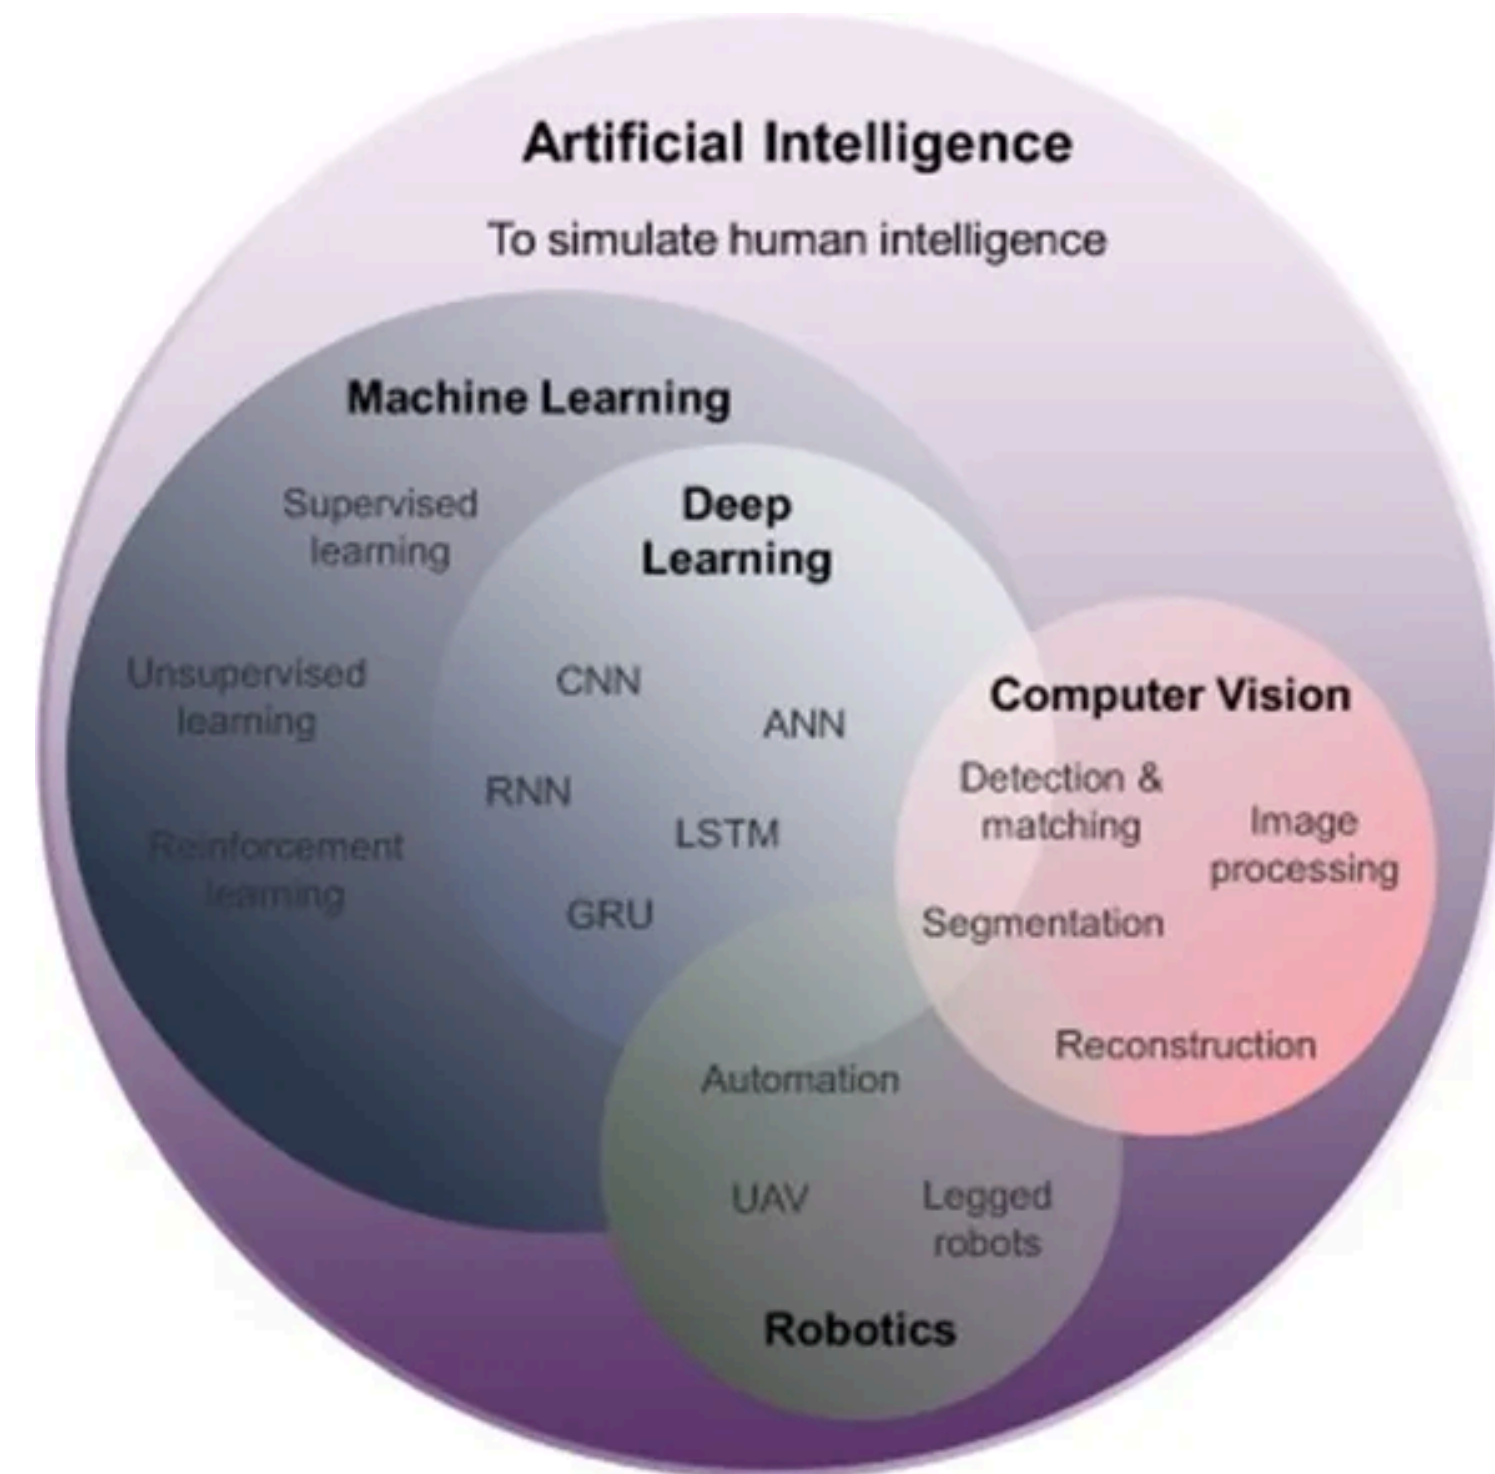 Artificial Intelligence
To simulate human intelligence
Machine Learning
Supervised
learning
Unsupervised
learning
Reinforcement
learning
Deep
Learning
CNN
ANN
RNN
LSTM
GRU
Computer Vision
Detection &
matching
Image
processing
Segmentation
Reconstruction
Automation
UAV
Legged
robots
Robotics